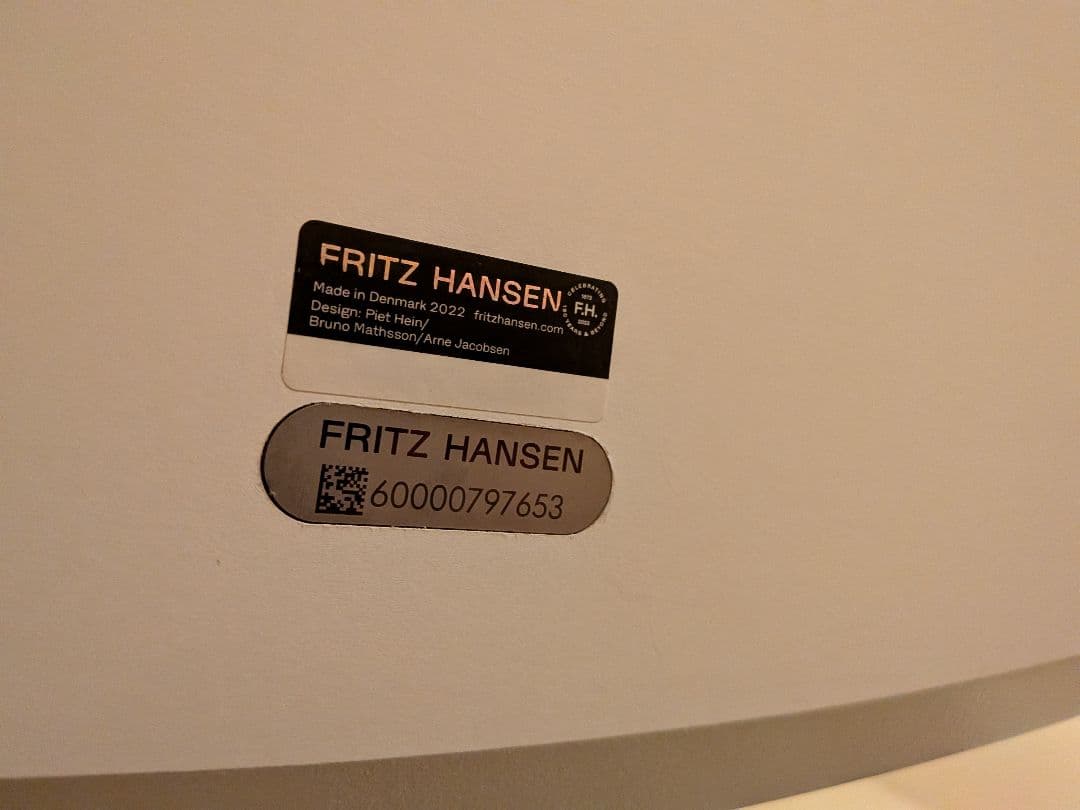 FRITZ HANSEN
Made in Denmark 2022 fritzhansen.com
Design: Piet Hein/
Bruno Mathsson/Arne Jacobsen
CELEBRATING
1872
F.H.
2022
150 YEARS & BEYOND
FRITZ HANSEN
60000797653